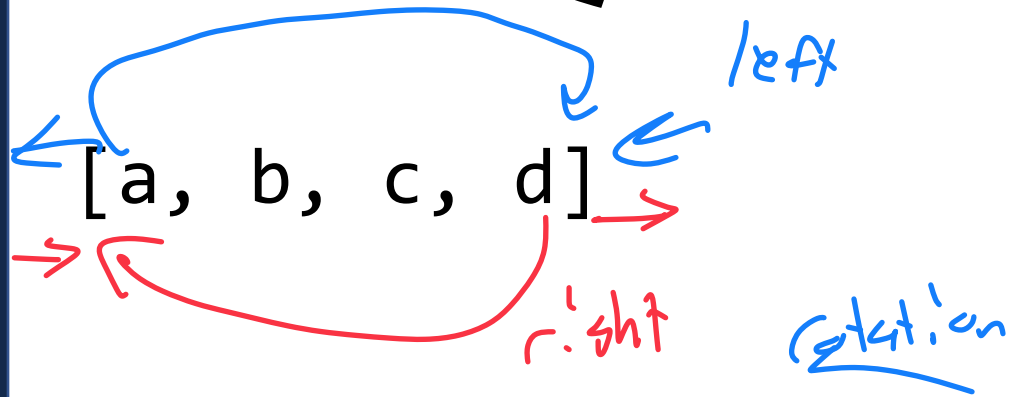 left
[a, b, c, d]
right
rotation